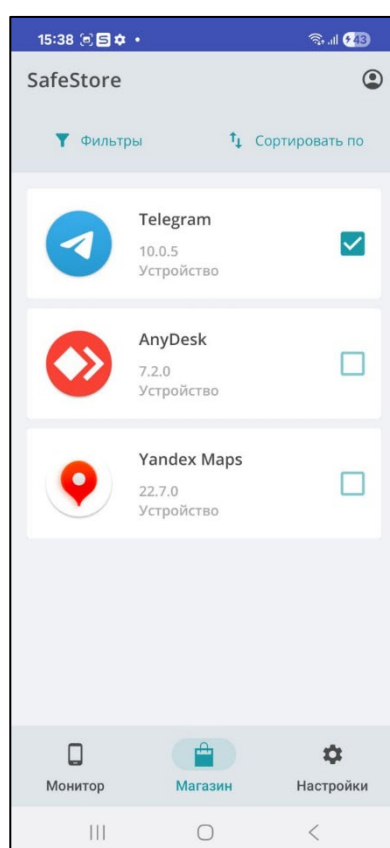 15:38
43
SafeStore
Фильтры
Сортировать по
Telegram
10.0.5
Устройство
AnyDesk
7.2.0
Устройство
Yandex Maps
22.7.0
Устройство
Монитор
Магазин
Настройки